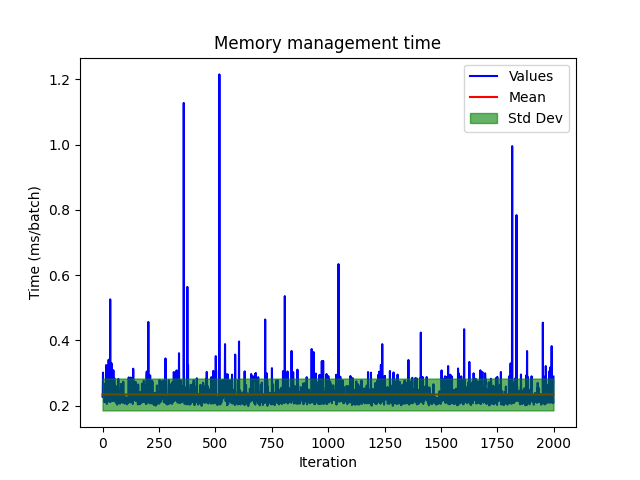 Memory management time
Values
Mean
Std Dev
1.2
1.0
0.8
0.6
0.4
0.2
Time (ms/batch)
0 250 500 750 1000 1250 1500 1750 2000
Iteration